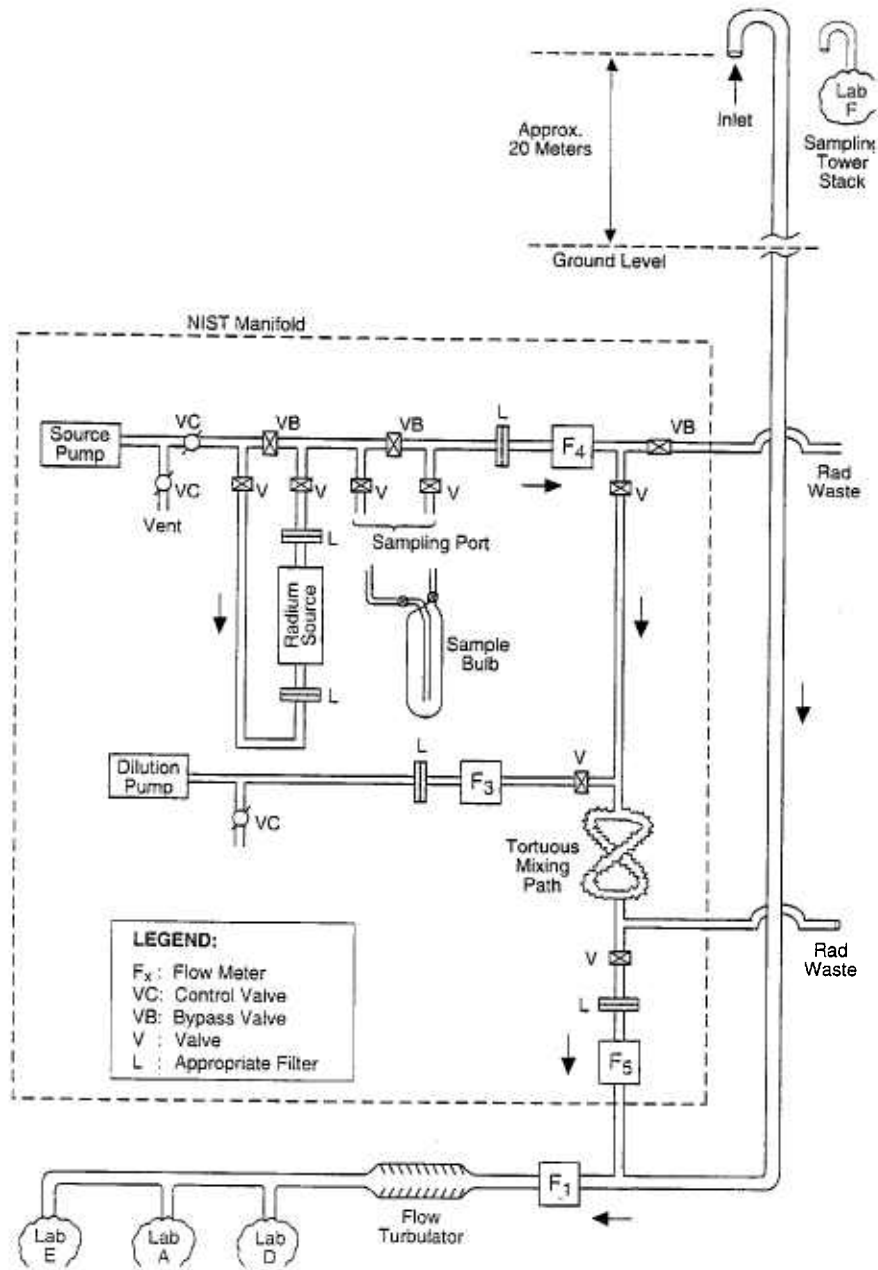 Lab
F
Inlet
Approx.
20 Meters
Sampling
Tower
Stack
Ground Level
NIST Manifold
Source
Pump
VC
VB
VB
L
F4
VB
Rad
Waste
VC
V
V
V
V
V
Vent
L
Sampling Port
Radium
Source
Sample
Bulb
L
Dilution
Pump
L
F3
V
VC
Tortuous
Mixing
Path
LEGEND:
Fx : Flow Meter
VC: Control Valve
VB: Bypass Valve
V : Valve
L : Appropriate Filter
V
Rad
Waste
L
F5
F1
Flow
Turbulator
Lab
E
Lab
A
Lab
D